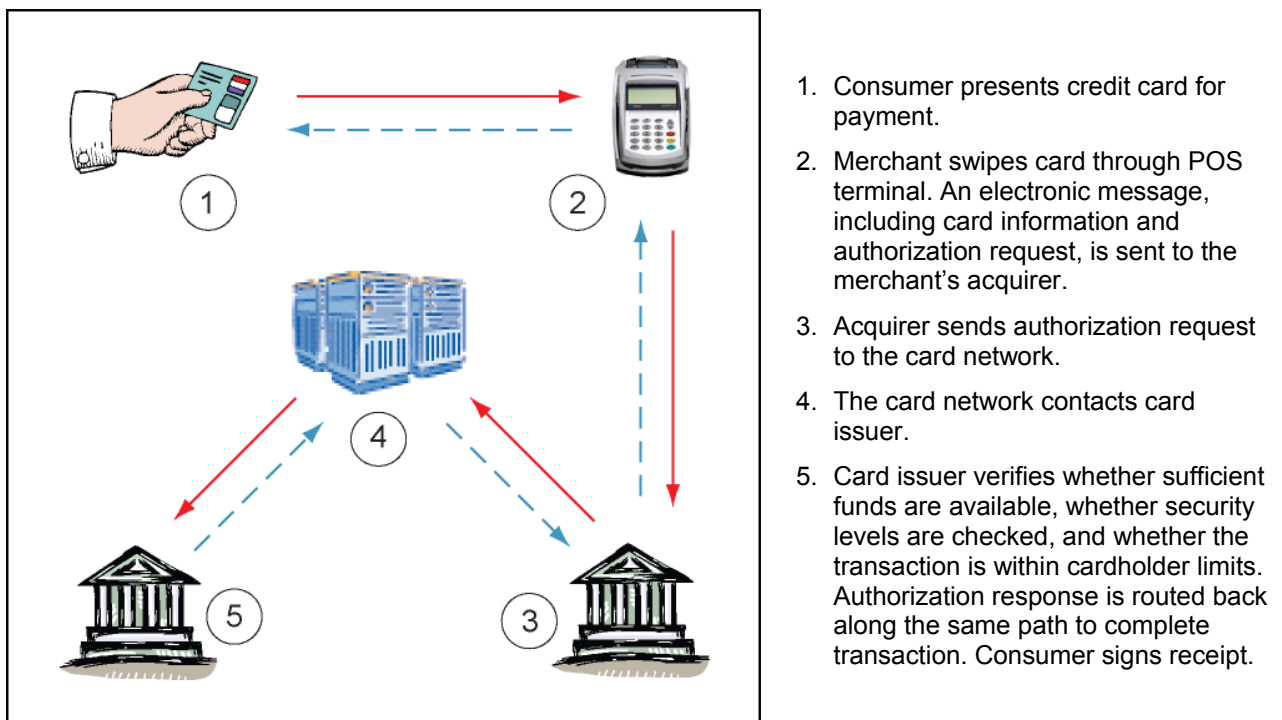 1
2
4
5
3
1. Consumer presents credit card for
payment.
2. Merchant swipes card through POS
terminal. An electronic message,
including card information and
authorization request, is sent to the
merchant's acquirer.
3. Acquirer sends authorization request
to the card network.
4. The card network contacts card
issuer.
5. Card issuer verifies whether sufficient
funds are available, whether security
levels are checked, and whether the
transaction is within cardholder limits.
Authorization response is routed back
along the same path to complete
transaction. Consumer signs receipt.